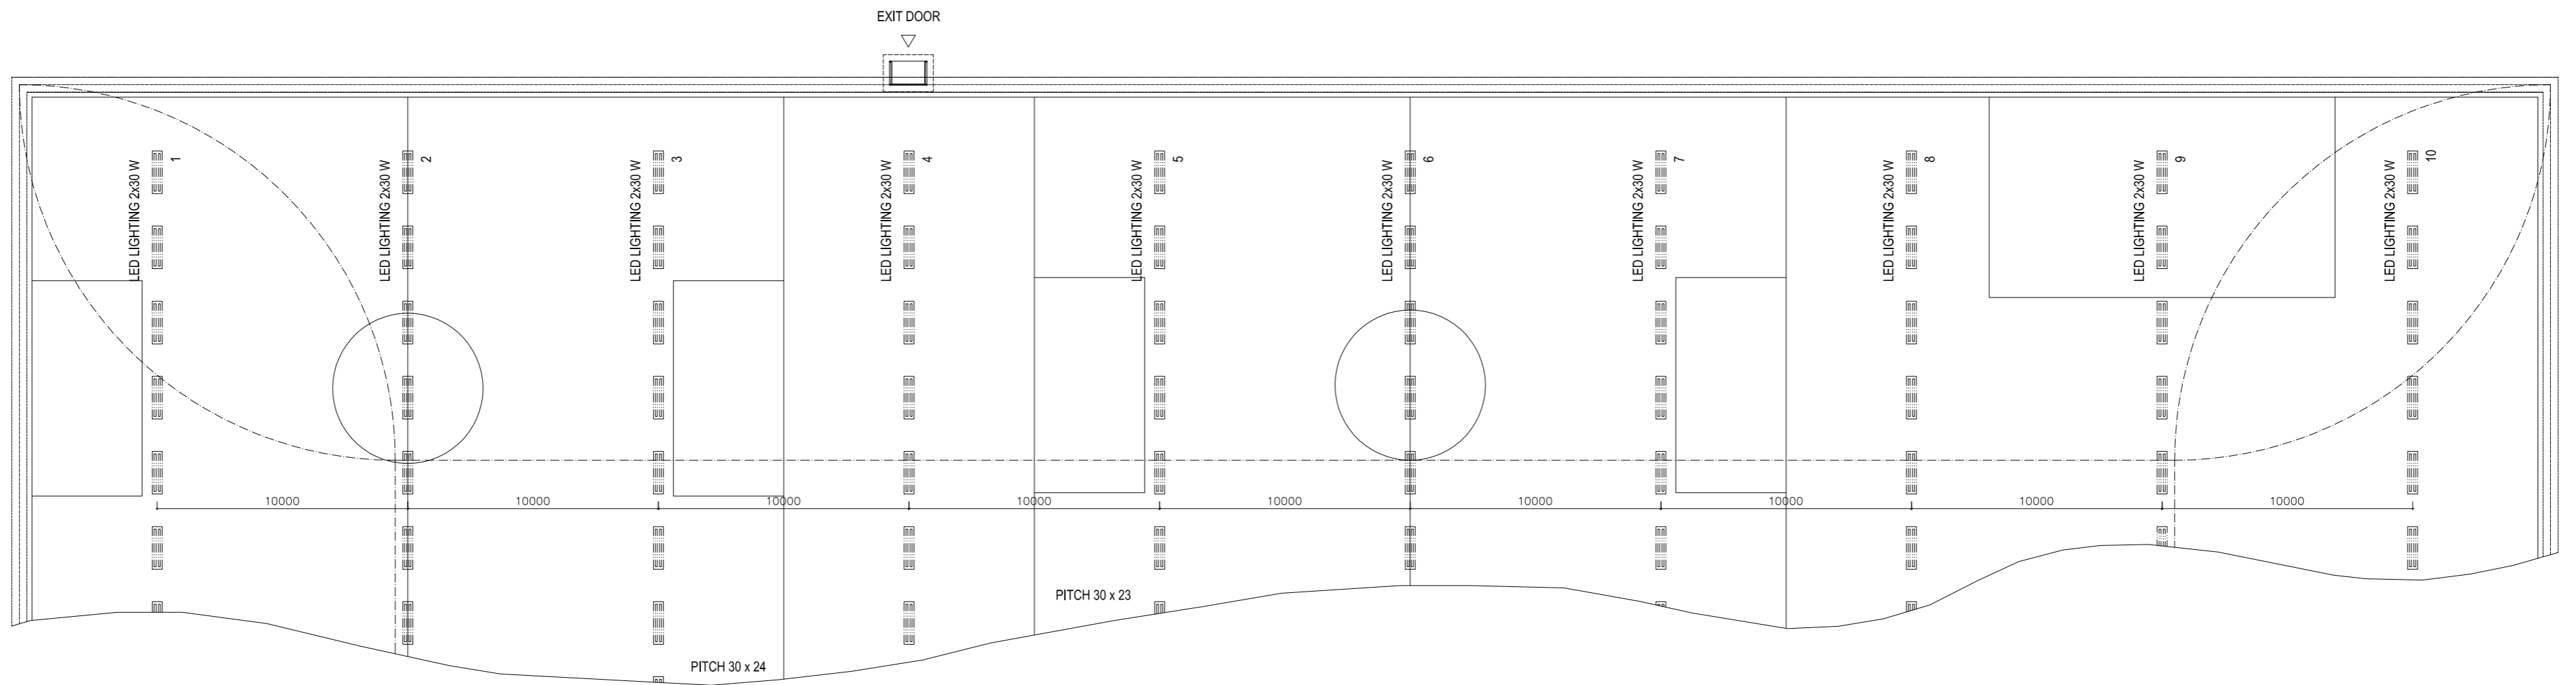 EXIT DOOR
LED LIGHTING 2x30 W
1
LED LIGHTING 2x30 W
2
LED LIGHTING 2x30 W
3
LED LIGHTING 2x30 W
4
LED LIGHTING 2x30 W
5
LED LIGHTING 2x30 W
6
LED LIGHTING 2x30 W
7
LED LIGHTING 2x30 W
8
LED LIGHTING 2x30 W
9
LED LIGHTING 2x30 W
10
10000
10000
10000
10000
10000
10000
10000
10000
10000
PITCH 30 x 23
PITCH 30 x 24